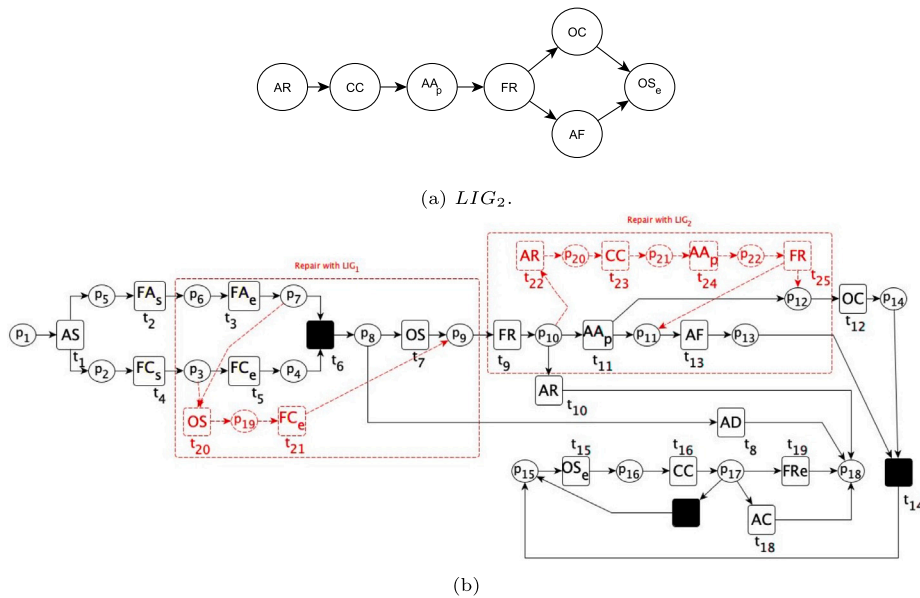 OC
AR CC AAp FR OSe
AF
(a) LIG2.
Repair with LIG2
AR p20 CC p21 AAp p22 FR
Repair with LIG1
t22 t23 t24 t25
p5 FAs p6 FAe p7 p12 OC p14
t2 t3 t12
p1 AS p8 OS p9 FR p10 AAp p11 AF p13
t1 t6 t7 t9 t11 t13
p2 FCs p3 FCe p4
t4 t5 AR
t10
OS p19 FCe AD
t20 t21 t15 t16 t8 t19
p15 OSe p16 CC p17 FRe p18
t14
AC
t18
(b)